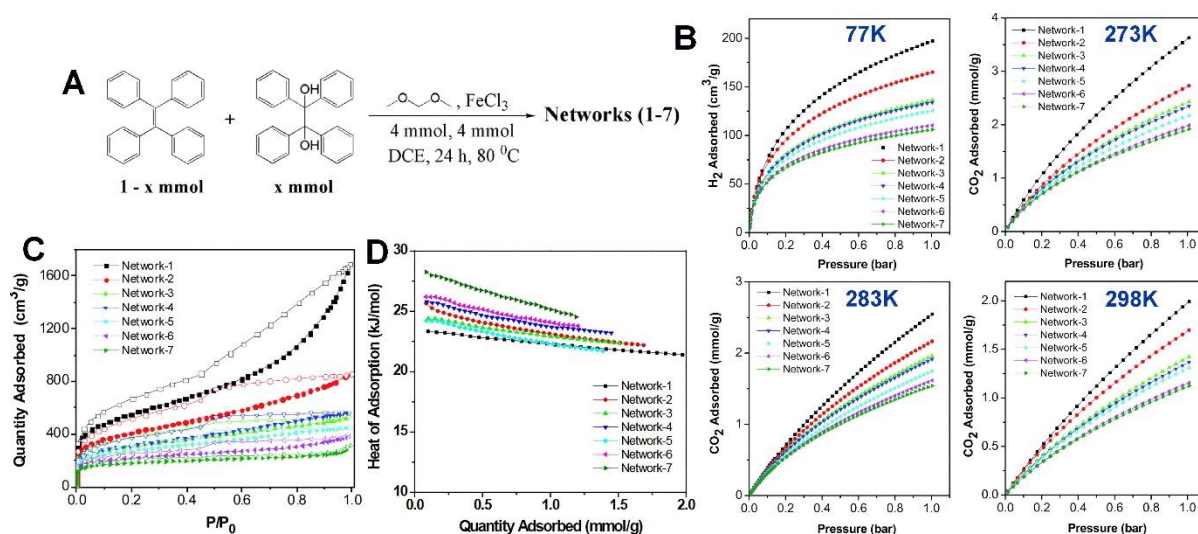 A
OH
OH
+
O O , FeCl3
4 mmol, 4 mmol
DCE, 24 h, 80 ⁰C
Networks (1-7)
1 - x mmol
x mmol
B
77K
H2 Adsorbed (cm³/g)
200
150
100
50
0
Network-1
Network-2
Network-3
Network-4
Network-5
Network-6
Network-7
0.0 0.2 0.4 0.6 0.8 1.0
Pressure (bar)
273K
CO2 Adsorbed (mmol/g)
4
3
2
1
0
Network-1
Network-2
Network-3
Network-4
Network-5
Network-6
Network-7
0.0 0.2 0.4 0.6 0.8 1.0
Pressure (bar)
C
Quantity Adsorbed (cm³/g)
1600
1200
800
400
0
Network-1
Network-2
Network-3
Network-4
Network-5
Network-6
Network-7
0.0 0.2 0.4 0.6 0.8 1.0
P/P0
D
Heat of Adsorption (kJ/mol)
30
25
20
15
10
Network-1
Network-2
Network-3
Network-4
Network-5
Network-6
Network-7
0.0 0.5 1.0 1.5 2.0
Quantity Adsorbed (mmol/g)
283K
CO2 Adsorbed (mmol/g)
3
2
1
0
Network-1
Network-2
Network-3
Network-4
Network-5
Network-6
Network-7
0.0 0.2 0.4 0.6 0.8 1.0
Pressure (bar)
298K
CO2 Adsorbed (mmol/g)
2.0
1.5
1.0
0.5
0.0
Network-1
Network-2
Network-3
Network-4
Network-5
Network-6
Network-7
0.0 0.2 0.4 0.6 0.8 1.0
Pressure (bar)